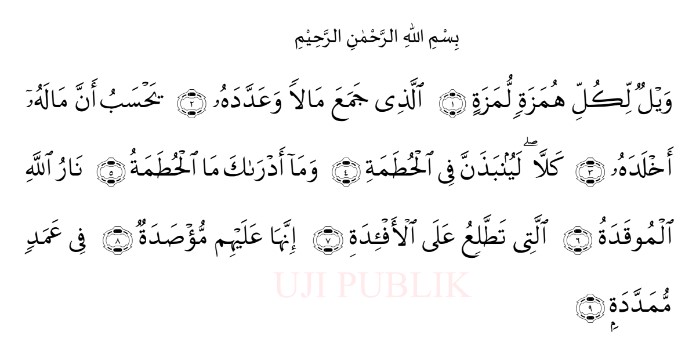 بِسْمِ اللهِ الرَّحْمٰنِ الرَّحِيْمِ
وَيْلٌ لِّكُلِّ هُمَزَةٍ لُّمَزَةٍ ۝١ ٱلَّذِى جَمَعَ مَالًا وَعَدَّدَهُۥ ۝٢ يَحْسَبُ أَنَّ مَالَهُۥٓ
أَخْلَدَهُۥ ۝٣ كَلَّا ۖ لَيُنۢبَذَنَّ فِى ٱلْحُطَمَةِ ۝٤ وَمَآ أَدْرَىٰكَ مَا ٱلْحُطَمَةُ ۝٥ نَارُ ٱللَّهِ
ٱلْمُوقَدَةُ ۝٦ ٱلَّتِى تَطَّلِعُ عَلَى ٱلْأَفْـِٔدَةِ ۝٧ إِنَّهَا عَلَيْهِم مُّؤْصَدَةٌ ۝٨ فِى عَمَدٍ
مُّمَدَّدَةٍۭ ۝٩
UJI PUBLIK